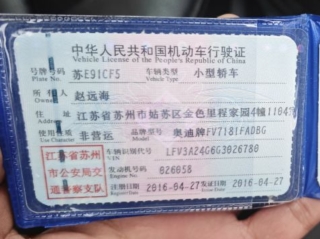 中华人民共和国机动车行驶证
Vehicle License of the People's Republic of China
号牌号码 苏E91CF5 车辆类型 小型轿车
Plate No. Vehicle Type
所有人 赵远海
Owner
住址 江苏省苏州市姑苏区金色里程家园4幢1104
Address
使用性质 非营运 品牌型号 奥迪牌FV7181FADBG
Use Character Model
江苏省苏州
市公安局交
通警察支队
车辆识别代号 LFV3A24G6G3026780
VIN
发动机号码 026058
Engine No.
注册日期 2016-04-27 发证日期 2016-04-27
Register Date Issue Date